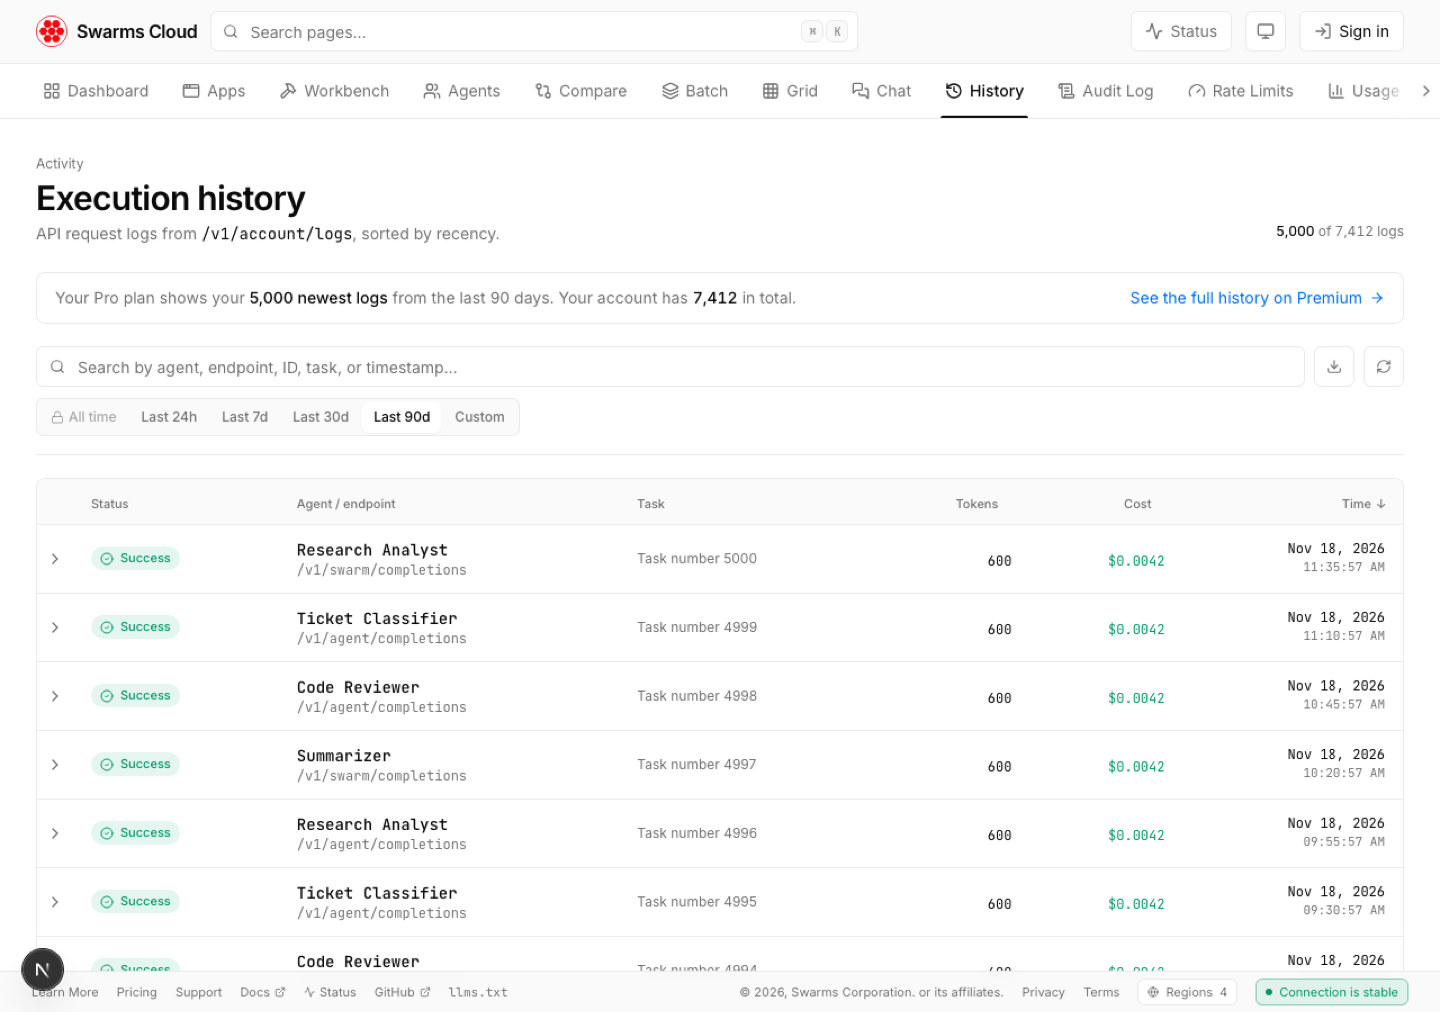 Swarms Cloud
Search pages...
⌘ K
Status
Sign in
Dashboard
Apps
Workbench
Agents
Compare
Batch
Grid
Chat
History
Audit Log
Rate Limits
Usage
Activity
Execution history
API request logs from /v1/account/logs, sorted by recency.
5,000 of 7,412 logs
Your Pro plan shows your 5,000 newest logs from the last 90 days. Your account has 7,412 in total.
See the full history on Premium →
Search by agent, endpoint, ID, task, or timestamp...
All time
Last 24h
Last 7d
Last 30d
Last 90d
Custom
Status Agent / endpoint Task Tokens Cost Time ↓
Success Research Analyst Task number 5000 600 $0.0042 Nov 18, 2026
/v1/swarm/completions 11:35:57 AM
Success Ticket Classifier Task number 4999 600 $0.0042 Nov 18, 2026
/v1/agent/completions 11:10:57 AM
Success Code Reviewer Task number 4998 600 $0.0042 Nov 18, 2026
/v1/agent/completions 10:45:57 AM
Success Summarizer Task number 4997 600 $0.0042 Nov 18, 2026
/v1/swarm/completions 10:20:57 AM
Success Research Analyst Task number 4996 600 $0.0042 Nov 18, 2026
/v1/agent/completions 09:55:57 AM
Success Ticket Classifier Task number 4995 600 $0.0042 Nov 18, 2026
/v1/agent/completions 09:30:57 AM
Success Code Reviewer Task number 4994 600 $0.0042 Nov 18, 2026
N
Learn More
Pricing
Support
Docs
Status
GitHub
llms.txt
© 2026, Swarms Corporation. or its affiliates.
Privacy
Terms
Regions 4
Connection is stable